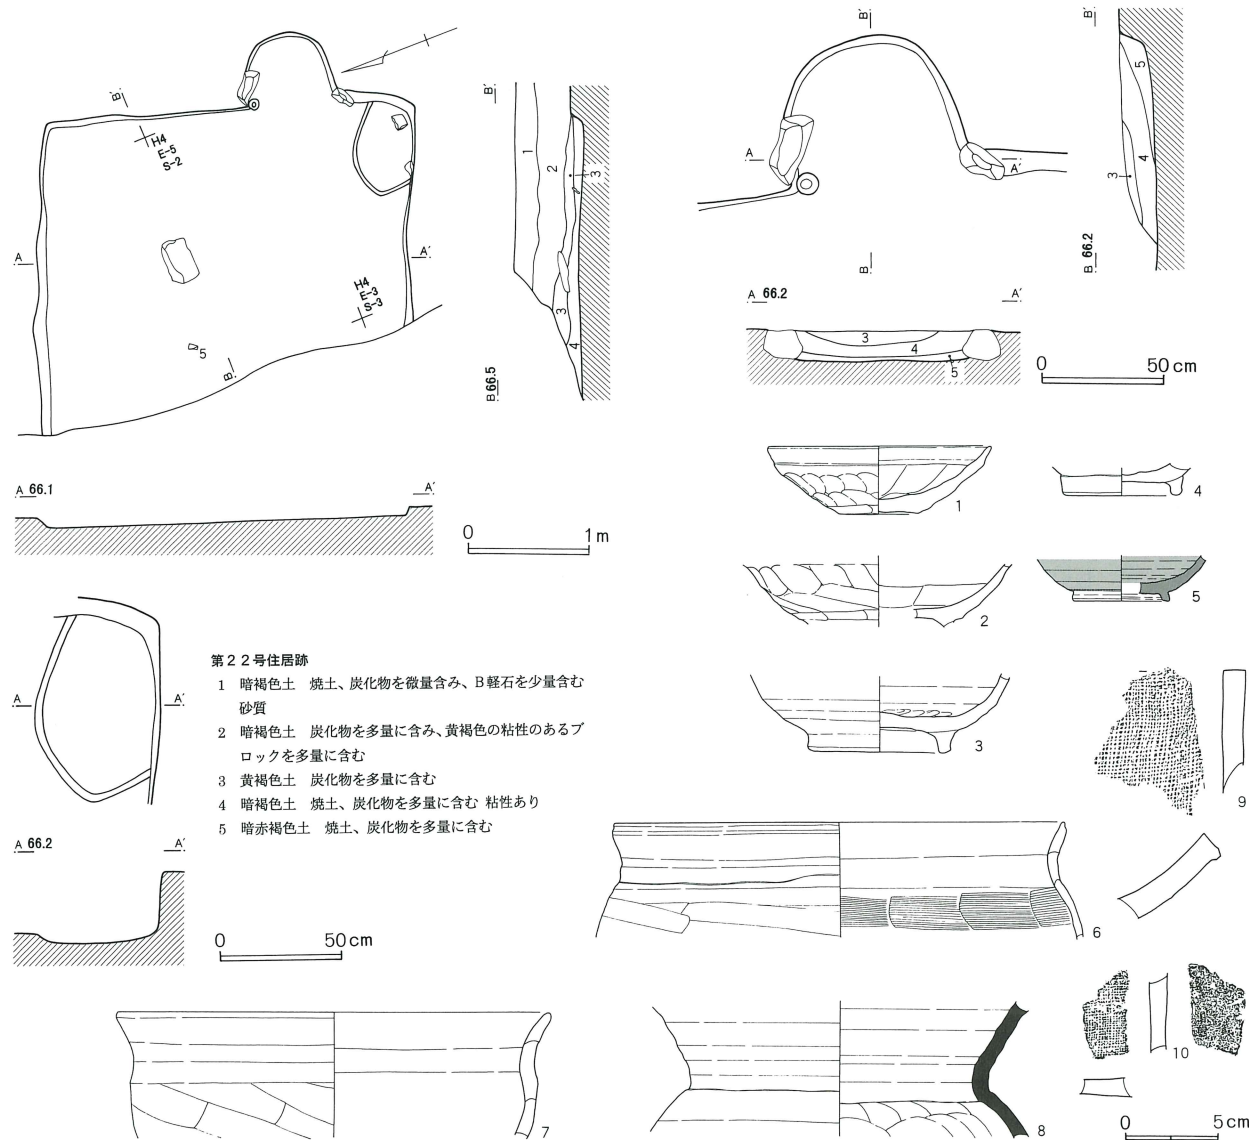 B′
H4
E-5
S-2
A
A′
H4
E-3
S-3
5
B
B′
1
2
3
3
4
B 66.5
B′
A
A′
B
B′
5
4
3
B 66.2
A 66.2
A′
3
4
5
0 50cm
A 66.1
A′
0 1m
A
A′
A 66.2
A′
0 50cm
第22号住居跡
1 暗褐色土 焼土、炭化物を微量含み、B軽石を少量含む
砂質
2 暗褐色土 炭化物を多量に含み、黄褐色の粘性のあるブ
ロックを多量に含む
3 黄褐色土 炭化物を多量に含む
4 暗褐色土 焼土、炭化物を多量に含む 粘性あり
5 暗赤褐色土 焼土、炭化物を多量に含む
1
4
2
5
3
9
6
10
7
8
0 5cm